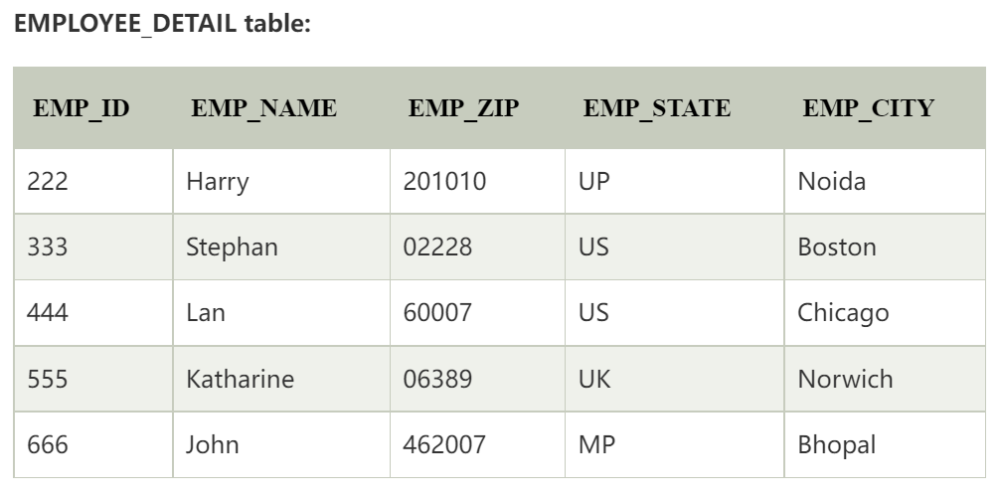 EMPLOYEE_DETAIL table:
EMP_ID EMP_NAME EMP_ZIP EMP_STATE EMP_CITY
222 Harry 201010 UP Noida
333 Stephan 02228 US Boston
444 Lan 60007 US Chicago
555 Katharine 06389 UK Norwich
666 John 462007 MP Bhopal